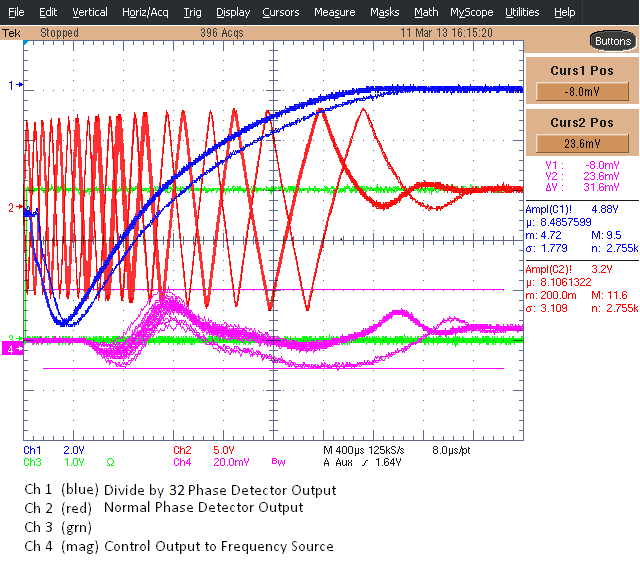 File Edit Vertical Horiz/Acq Trig Display Cursors Measure Masks Math MyScope Utilities Help
Tek Stopped 396 Acqs 11 Mar 13 16:15:20
Buttons
Curs1 Pos
-8.0mV
Curs2 Pos
23.6mV
V1 : -8.0mV
V2 : 23.6mV
ΔV : 31.6mV
Ampl(C1)! 4.88V
µ: 8.4857599
m: 4.72 M: 9.5
σ: 1.779 n: 2.755k
Ampl(C2)! 3.2V
µ: 8.1061322
m: 200.0m M: 11.6
σ: 3.109 n: 2.755k
1
2
3
4
Ch1 2.0V Ch2 5.0V M 400µs 125kS/s 8.0µs/pt
Ch3 1.0V Ω Ch4 20.0mV Bw A Aux ∕ 1.64V
Ch 1 (blue) Divide by 32 Phase Detector Output
Ch 2 (red) Normal Phase Detector Output
Ch 3 (grn)
Ch 4 (mag) Control Output to Frequency Source